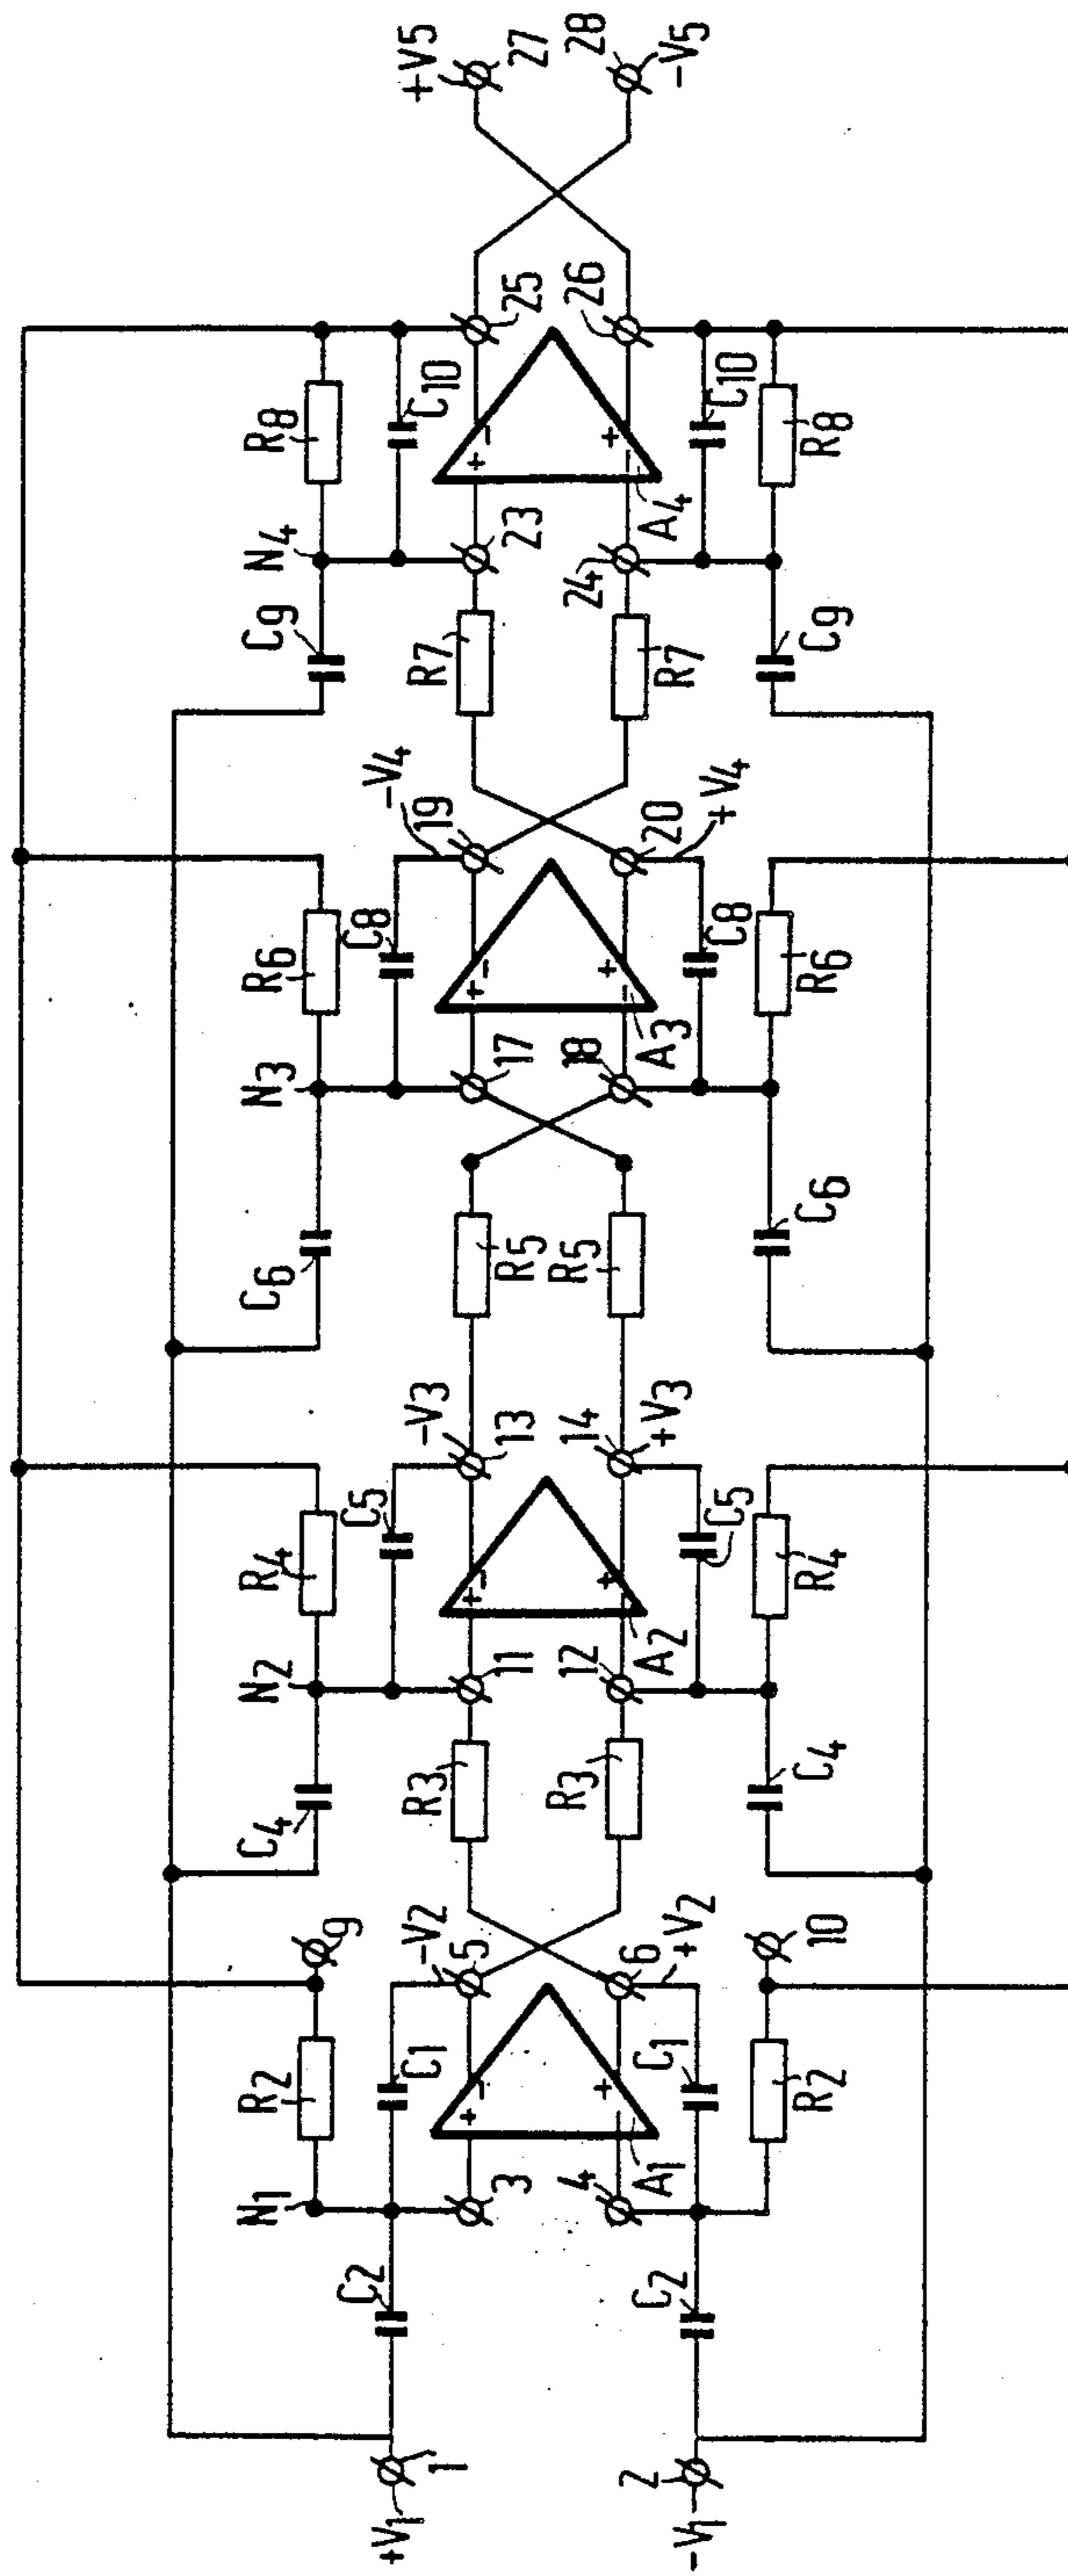 +V1
1
-V1
2
C2
C2
N1
R2
C1
3
4
A1
+
-
+
C1
R2
9
-V2
5
6
+V2
10
C4
R3
R3
C4
N2
R4
C5
11
12
A2
+
-
+
C5
R4
-V3
13
14
+V3
C6
R5
R5
C6
N3
R6
C8
17
18
A3
+
-
+
C8
R6
-V4
19
20
+V4
C9
R7
R7
C9
N4
R8
C10
23
24
A4
+
-
+
C10
R8
25
26
+V5
27
28
-V5